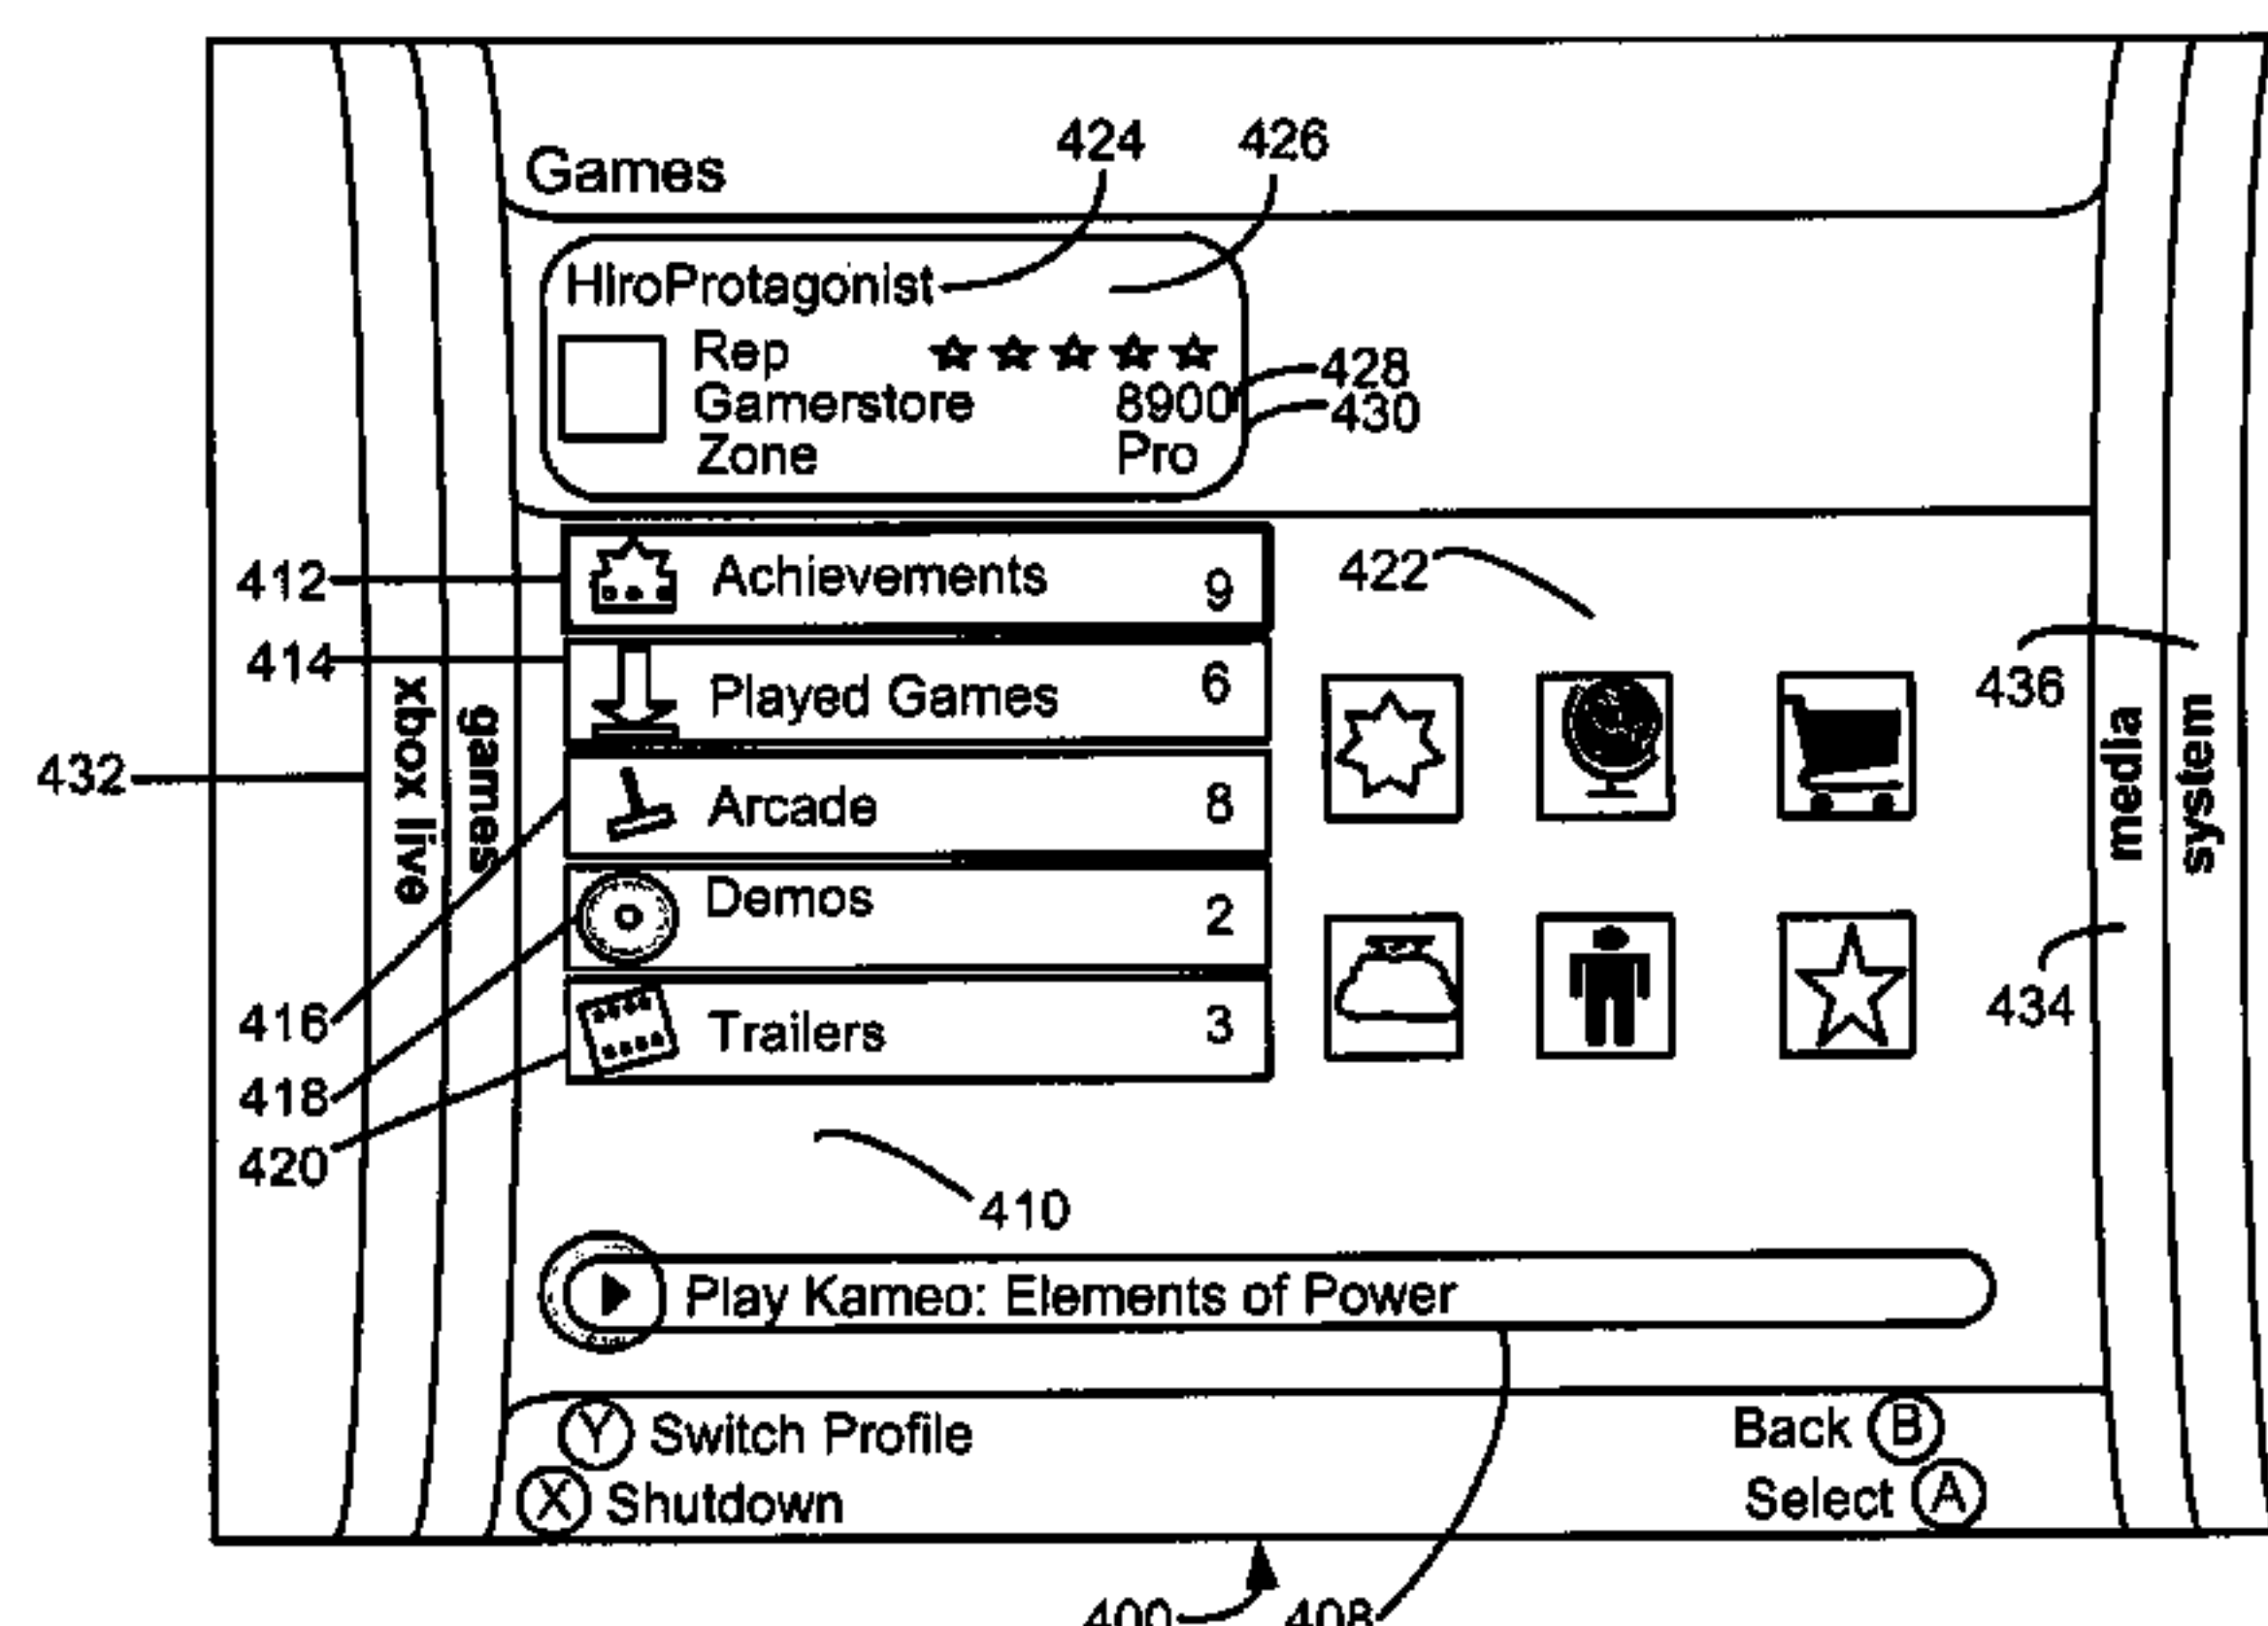 424
426
Games
HiroProtagonist
Rep
428
Gamerstore 8900
430
Zone Pro
412
Achievements 9
422
414
Played Games 6
436
432
xbox live
games
media
system
Arcade 8
Demos 2
434
416
Trailers 3
418
420
410
Play Kameo: Elements of Power
Y Switch Profile
Back B
X Shutdown
Select A
400
408